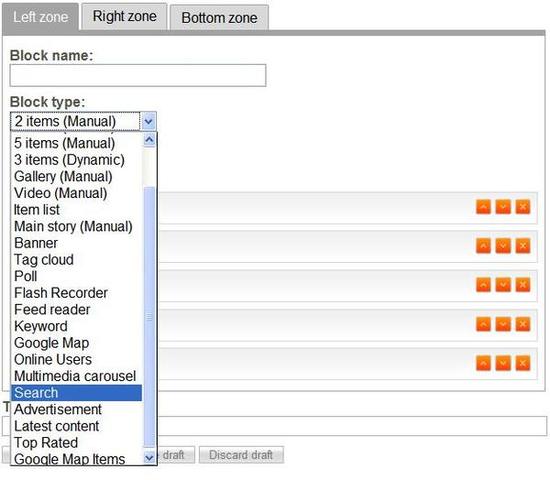 Left zone
Right zone
Bottom zone
Block name:
Block type:
2 items (Manual)
5 items (Manual)
3 items (Dynamic)
Gallery (Manual)
Video (Manual)
Item list
Main story (Manual)
Banner
Tag cloud
Poll
Flash Recorder
Feed reader
Keyword
Google Map
Online Users
Multimedia carousel
Search
Advertisement
Latest content
Top Rated
Google Map Items
draft
Discard draft